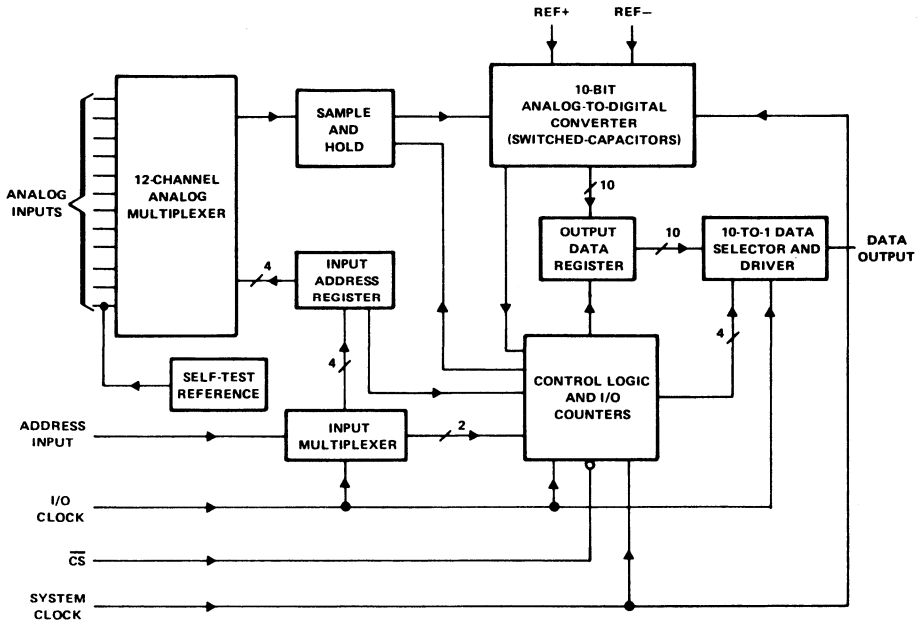 REF+
REF−
10-BIT
ANALOG-TO-DIGITAL
CONVERTER
(SWITCHED-CAPACITORS)
SAMPLE
AND
HOLD
12-CHANNEL
ANALOG
MULTIPLEXER
ANALOG
INPUTS
10
OUTPUT
DATA
REGISTER
10
10-TO-1 DATA
SELECTOR AND
DRIVER
DATA
OUTPUT
4
INPUT
ADDRESS
REGISTER
4
4
SELF-TEST
REFERENCE
CONTROL LOGIC
AND I/O
COUNTERS
ADDRESS
INPUT
INPUT
MULTIPLEXER
2
I/O
CLOCK
C̅S̅
SYSTEM
CLOCK